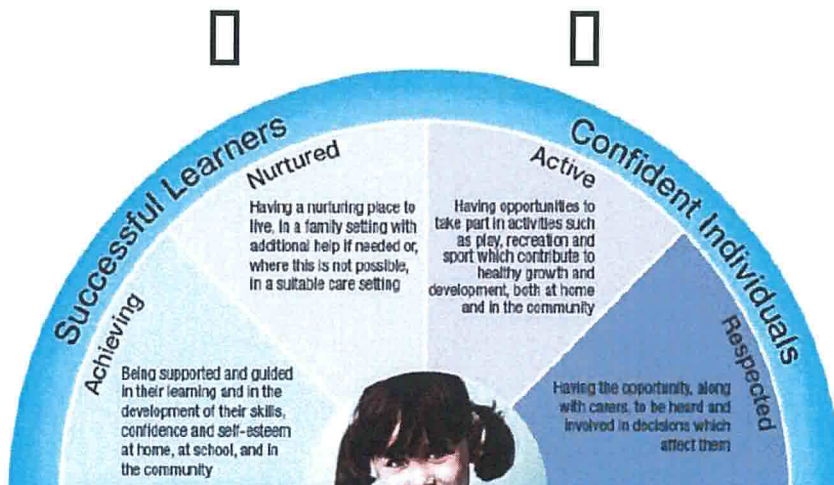 Successful Learners
Confident Individuals
Nurtured
Having a nurturing place to
live, in a family setting with
additional help if needed or,
where this is not possible,
in a suitable care setting
Active
Having opportunities to
take part in activities such
as play, recreation and
sport which contribute to
healthy growth and
development, both at home
and in the community
Achieving
Being supported and guided
in their learning and in the
development of their skills,
confidence and self-esteem
at home, at school, and in
the community
Respected
Having the opportunity, along
with carers, to be heard and
involved in decisions which
affect them